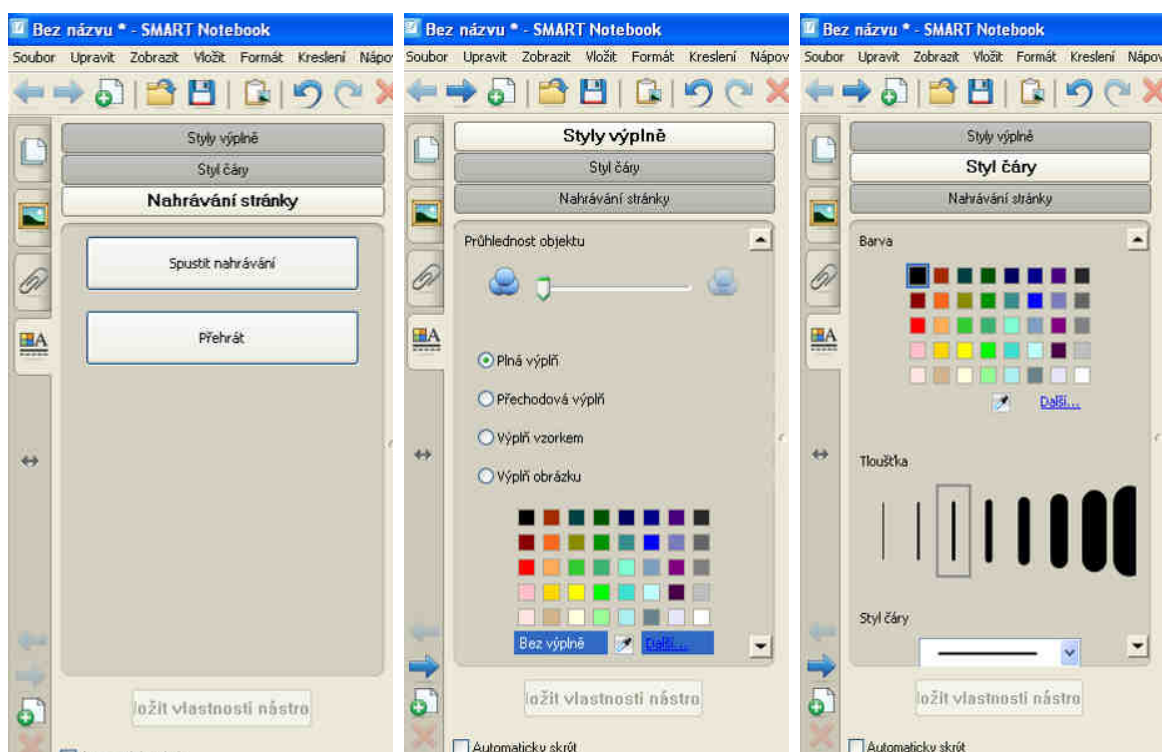 Bez názvu * - SMART Notebook
Soubor Upravit Zobrazit Vložit Formát Kreslení Nápo
Styly výplně
Styl čáry
Nahrávání stránky
Spustit nahrávání
Přehrát
ložit vlastnosti nástro
Bez názvu * - SMART Notebook
Soubor Upravit Zobrazit Vložit Formát Kreslení Nápov
Styly výplně
Styl čáry
Nahrávání stránky
Průhlednost objektu
Plná výplň
Přechodová výplň
Výplň vzorkem
Výplň obrázku
Bez výplně Další...
ložit vlastnosti nástro
Automaticky skrýt
Bez názvu * - SMART Notebook
Soubor Upravit Zobrazit Vložit Formát Kreslení Nápov
Styly výplně
Styl čáry
Nahrávání stránky
Barva
Další...
Tloušťka
Styl čáry
ložit vlastnosti nástro
Automaticky skrýt